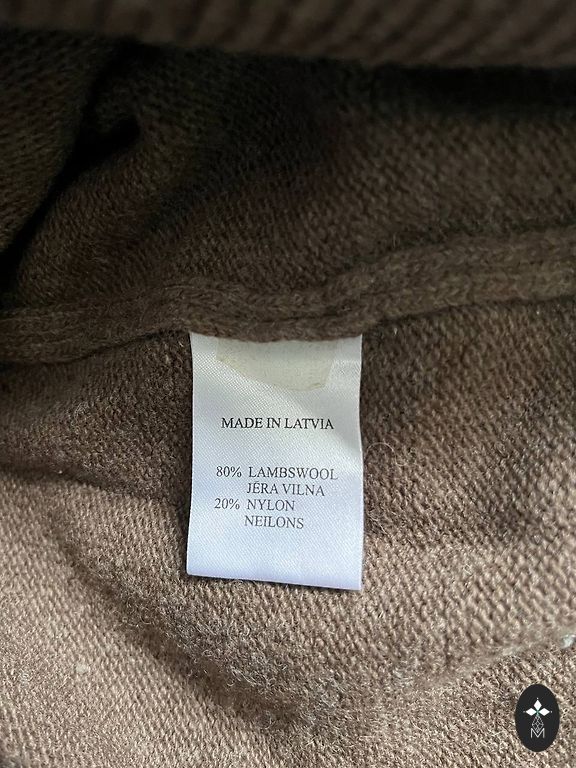 MADE IN LATVIA
80% LAMBSWOOL
JĒRA VILNA
20% NYLON
NEILONS